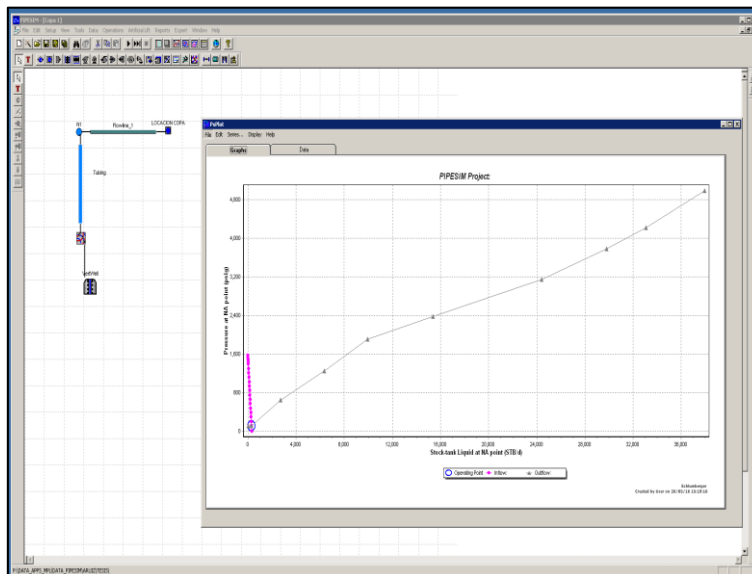 PIPESIM - [Copa 1]
File Edit Setup View Tools Data Operations Artificial Lift Reports Expert Window Help
N1
Flowline_1
LOCACION COPA
Tubing
VertWell
PsPlot
File Edit Series... Display Help
Graphs
Data
PIPESIM Project:
Pressure at NA point (psig)
4,800
4,000
3,200
2,400
1,600
800
0
0 4,000 8,000 12,000 16,000 20,000 24,000 28,000 32,000 36,000
Stock-tank Liquid at NA point (STB/d)
Operating Point Inflow: Outflow:
Schlumberger